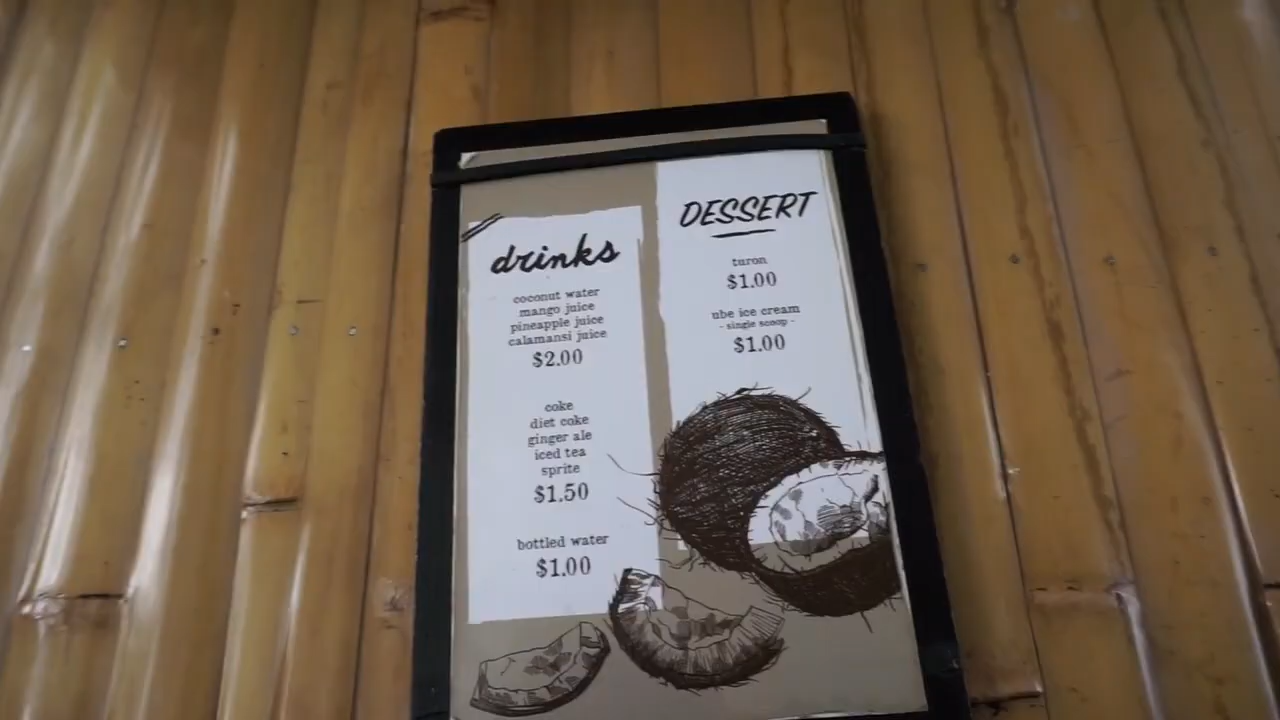 drinks
coconut water
mango juice
pineapple juice
calamansi juice
$2.00
coke
diet coke
ginger ale
iced tea
sprite
$1.50
bottled water
$1.00
DESSERT
turon
$1.00
ube ice cream
- single scoop -
$1.00